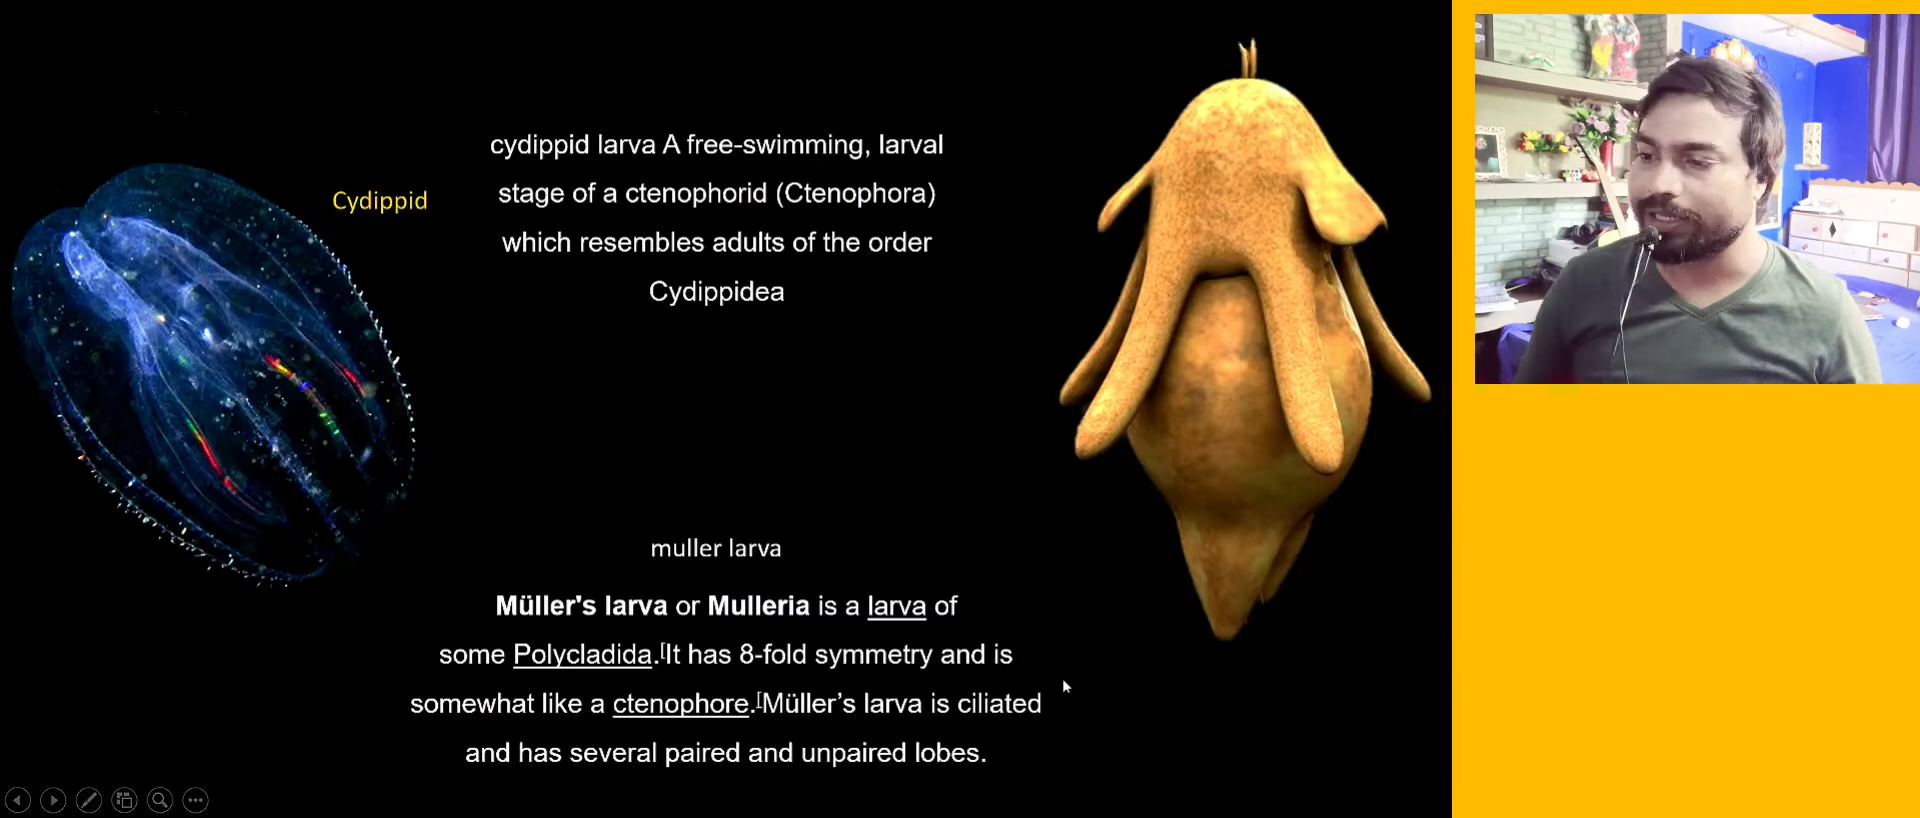 Cydippid
cydippid larva A free-swimming, larval
stage of a ctenophorid (Ctenophora)
which resembles adults of the order
Cydippidea
muller larva
Müller's larva or Mulleria is a larva of
some Polycladida.[It has 8-fold symmetry and is
somewhat like a ctenophore.[Müller’s larva is ciliated
and has several paired and unpaired lobes.